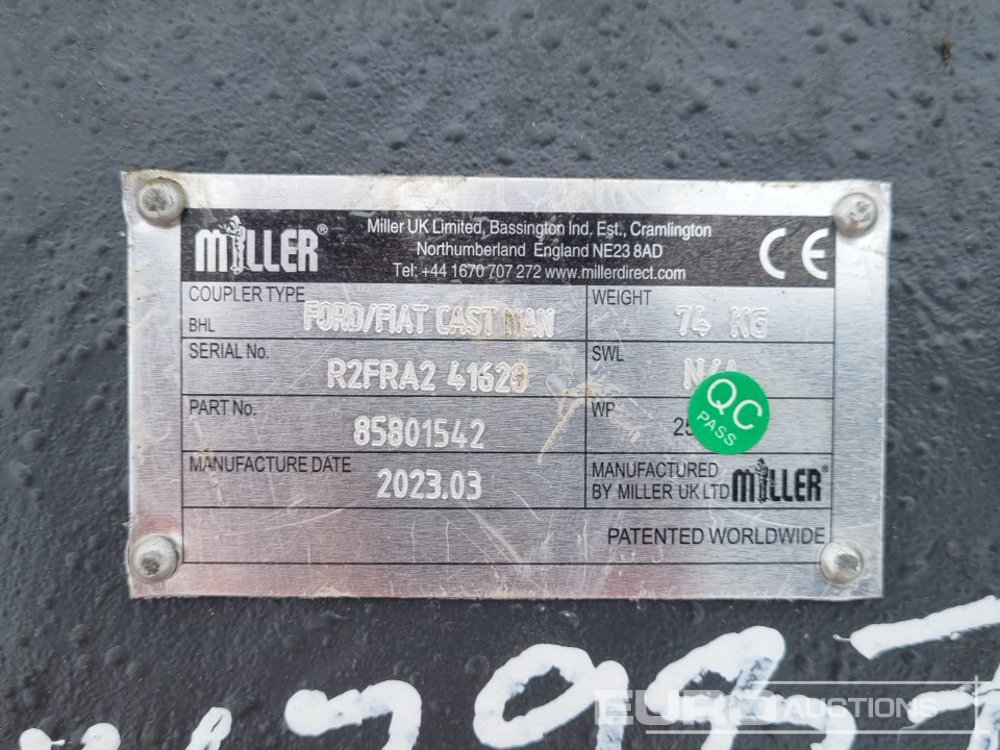 MILLER®
Miller UK Limited, Bassington Ind. Est., Cramlington
Northumberland England NE23 8AD
Tel: +44 1670 707 272 www.millerdirect.com
CE
COUPLER TYPE
BHL FORD/FIAT CAST MAN
WEIGHT 74 KG
SERIAL No. R2FRA2 41629
SWL
PART No. 85801542
WP
QC
PASS
MANUFACTURE DATE 2023.03
MANUFACTURED
BY MILLER UK LTD MILLER®
PATENTED WORLDWIDE
EURO AUCTIONS